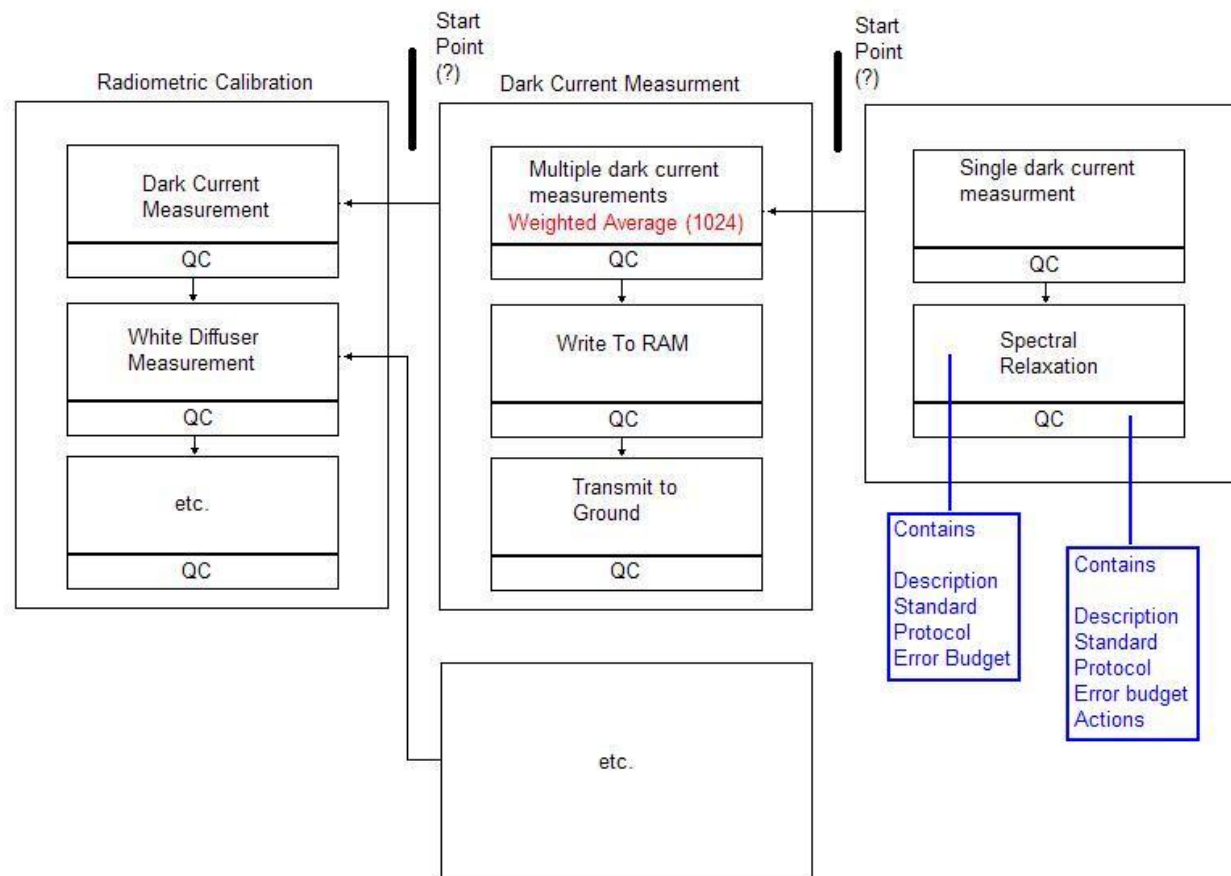 Start
Point
(?)
Start
Point
(?)
Radiometric Calibration
Dark Current Measurment
Dark Current
Measurement
QC
White Diffuser
Measurement
QC
etc.
QC
Multiple dark current
measurements
Weighted Average (1024)
QC
Write To RAM
QC
Transmit to
Ground
QC
Single dark current
measurment
QC
Spectral
Relaxation
QC
Contains
Description
Standard
Protocol
Error Budget
Contains
Description
Standard
Protocol
Error budget
Actions
etc.